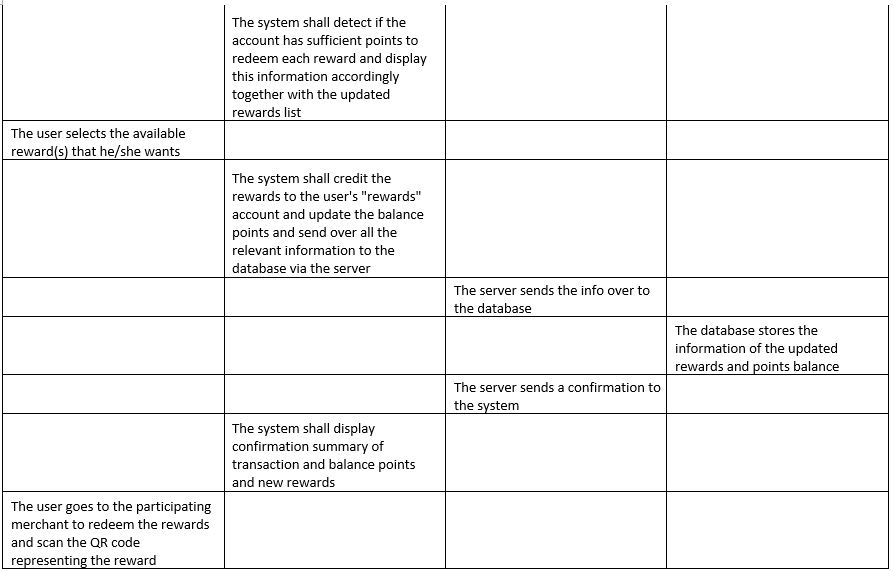 The system shall detect if the
account has sufficient points to
redeem each reward and display
this information accordingly
together with the updated
rewards list
The user selects the available
reward(s) that he/she wants
The system shall credit the
rewards to the user's "rewards"
account and update the balance
points and send over all the
relevant information to the
database via the server
The server sends the info over to
the database
The database stores the
information of the updated
rewards and points balance
The server sends a confirmation to
the system
The system shall display
confirmation summary of
transaction and balance points
and new rewards
The user goes to the participating
merchant to redeem the rewards
and scan the QR code
representing the reward